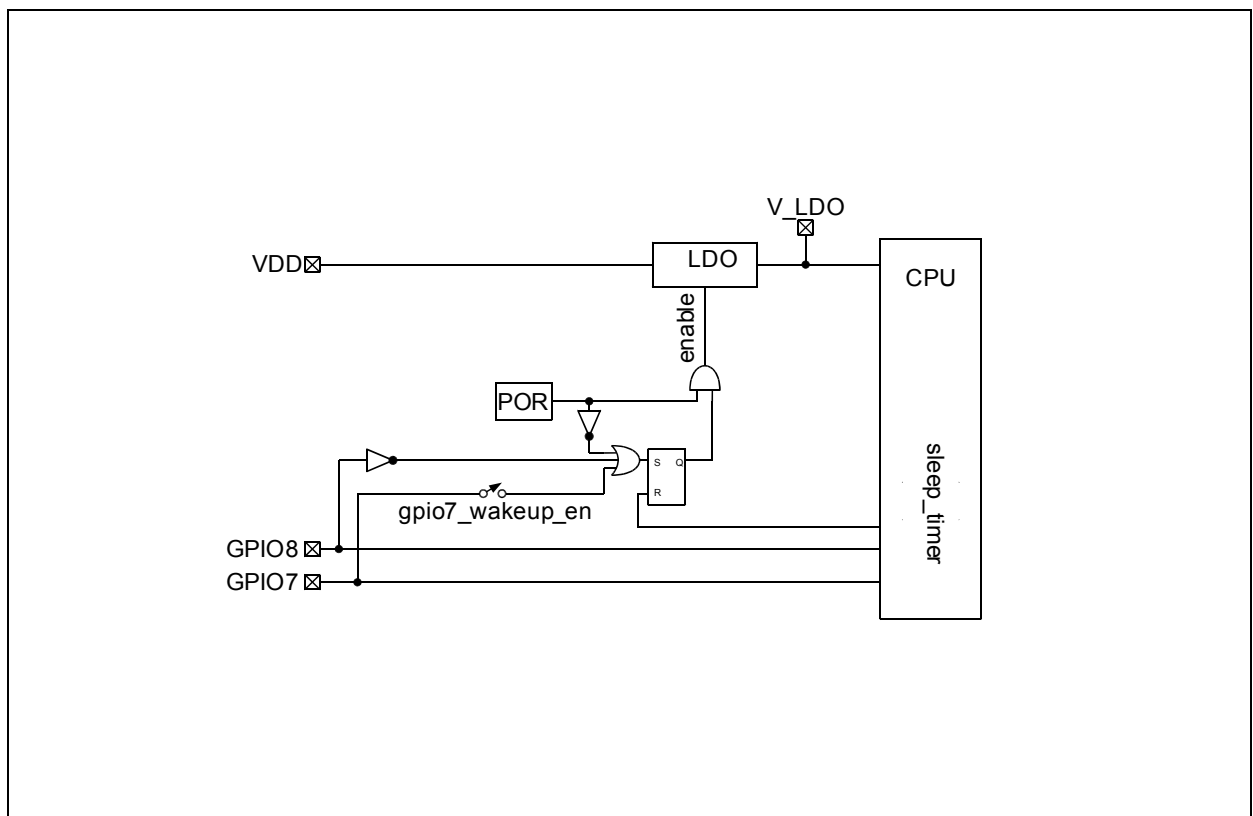 V_LDO
VDD
LDO
CPU
enable
POR
S
Q
R
gpio7_wakeup_en
sleep_timer
GPIO8
GPIO7